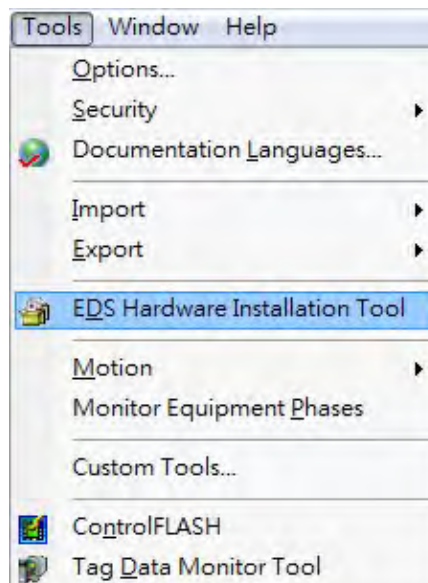 Tools Window Help
Options...
Security
Documentation Languages...
Import
Export
EDS Hardware Installation Tool
Motion
Monitor Equipment Phases
Custom Tools...
ControlFLASH
Tag Data Monitor Tool